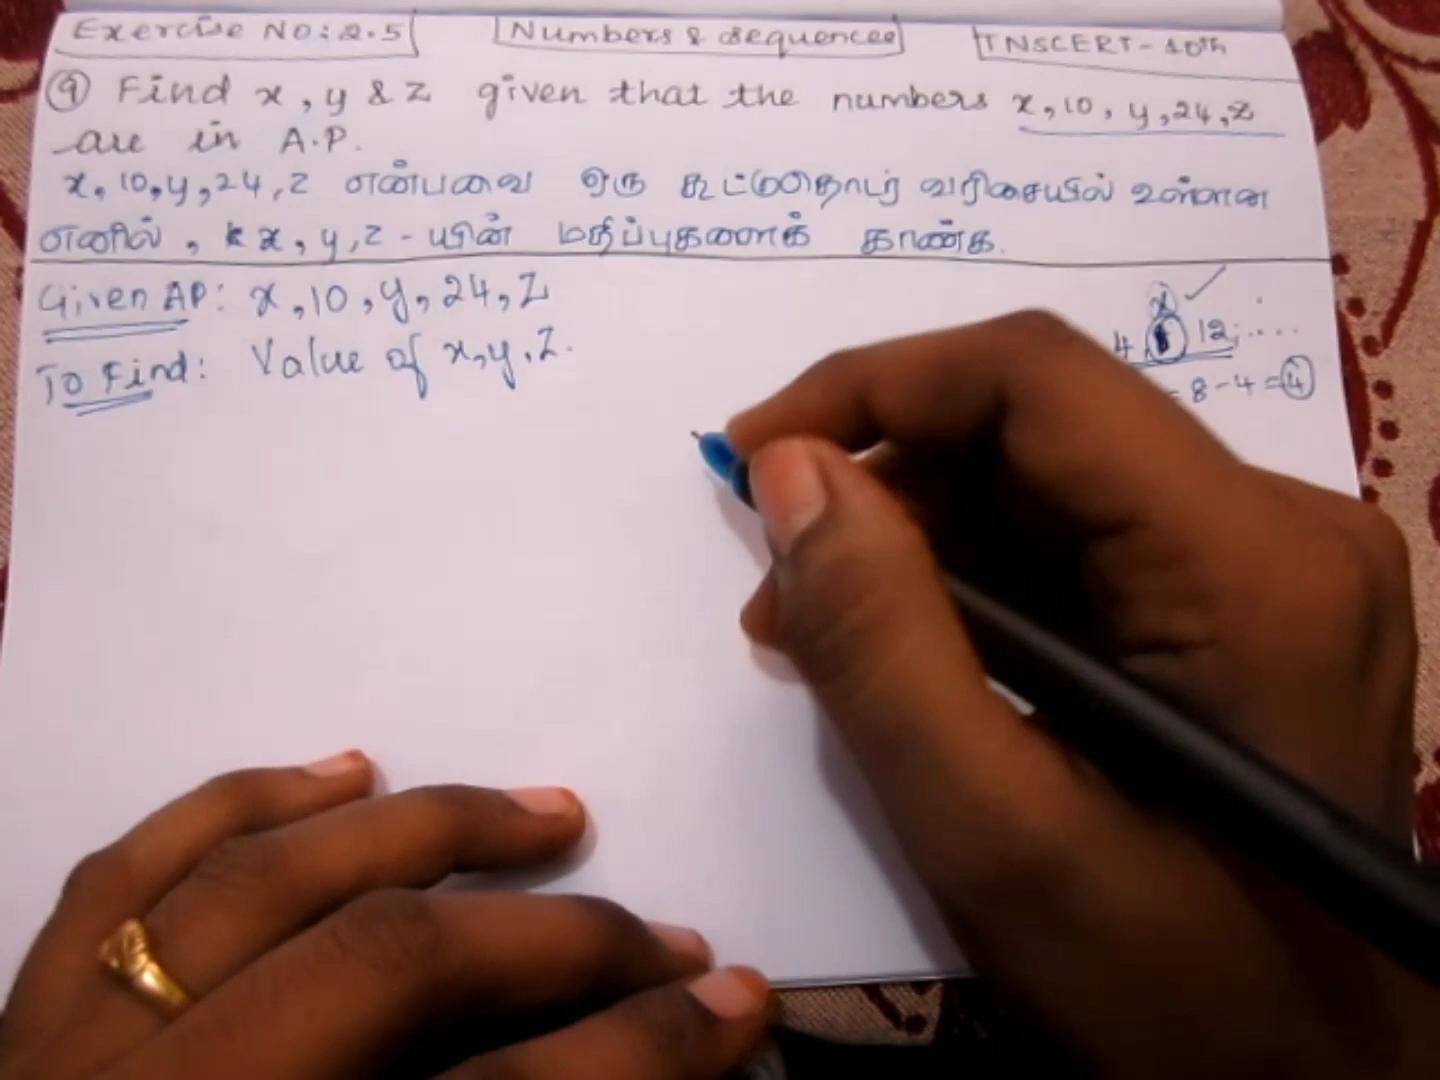 Exercise No: 2.5
Numbers & Sequences
TNSCERT - 10th
9 Find x, y & z given that the numbers x, 10, y, 24, z
are in A.P.
x, 10, y, 24, z என்பவை ஒரு கூட்டுத்தொடர் வரிசையில் உள்ளன
எனில், x, y, z - யின் மதிப்புகளைக் காண்க.
Given AP: x, 10, y, 24, z
To Find: Value of x, y, z.
x
4, 12, ....
= 8 - 4 = 4